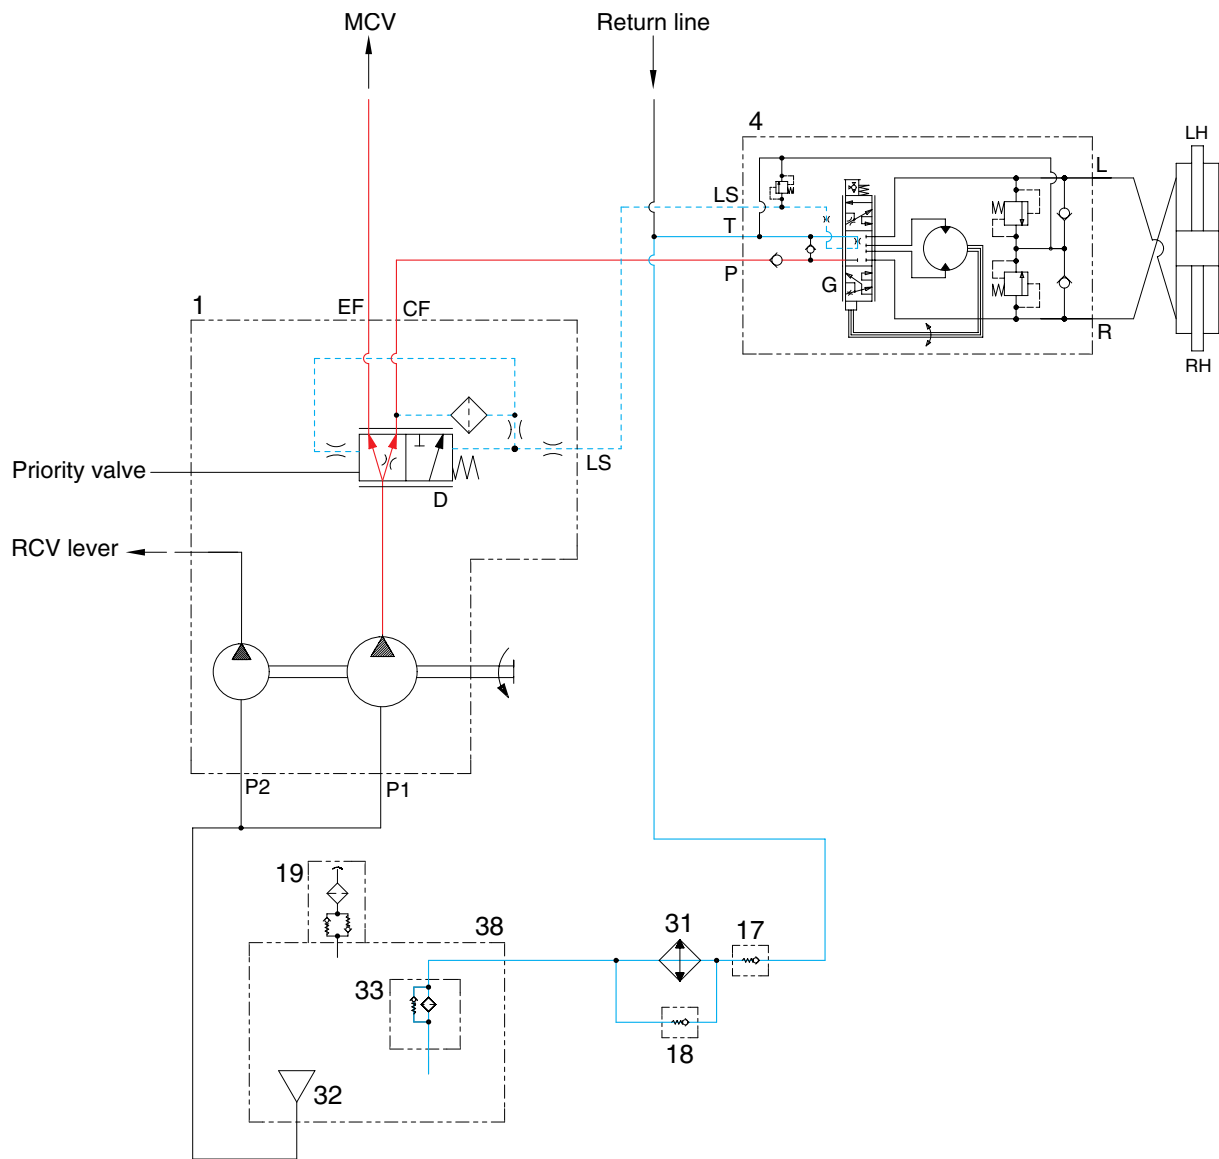 MCV
Return line
4
LH
L
LS
T
P
G
R
RH
1
EF
CF
LS
Priority valve
D
RCV lever
P2
P1
19
38
31
17
33
18
32